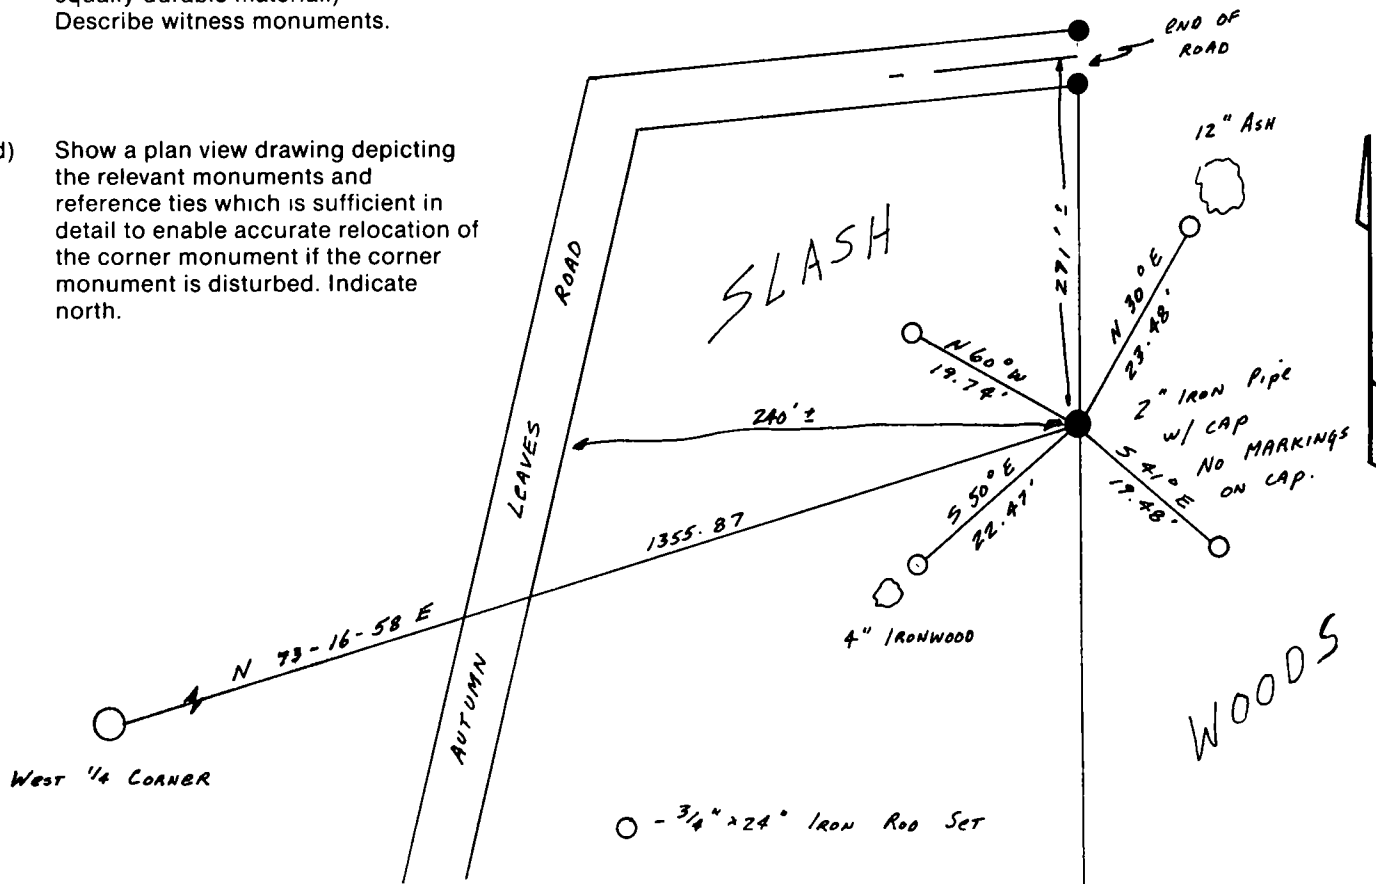 equally durable material.)
Describe witness monuments.
d) Show a plan view drawing depicting
the relevant monuments and
reference ties which is sufficient in
detail to enable accurate relocation of
the corner monument if the corner
monument is disturbed. Indicate
north.
END OF
ROAD
12" ASH
SLASH
ROAD
LEAVES
AUTUMN
291' ±
N 30° E
23.48'
N 60° W
19.74'
240' ±
2" IRON PIPE
W/ CAP
NO MARKINGS
ON CAP.
S 41° E
19.48'
S 50° E
22.47'
1355.87
N 73-16-58 E
4" IRONWOOD
WEST 1/4 CORNER
WOODS
O - 3/4" x 24" IRON ROD SET